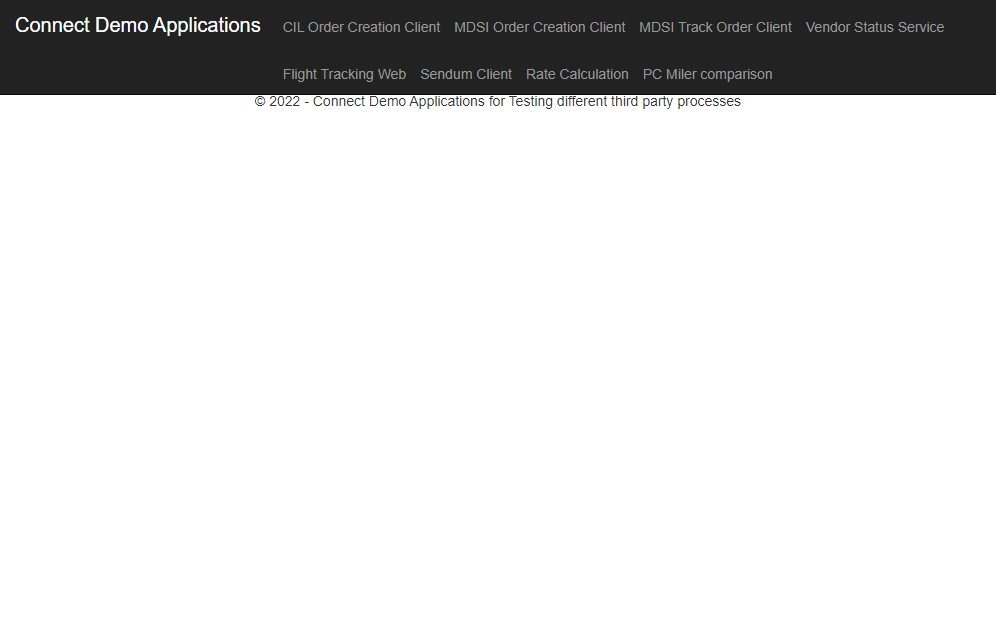 Connect Demo Applications CIL Order Creation Client MDSI Order Creation Client MDSI Track Order Client Vendor Status Service
Flight Tracking Web Sendum Client Rate Calculation PC Miler comparison
© 2022 - Connect Demo Applications for Testing different third party processes